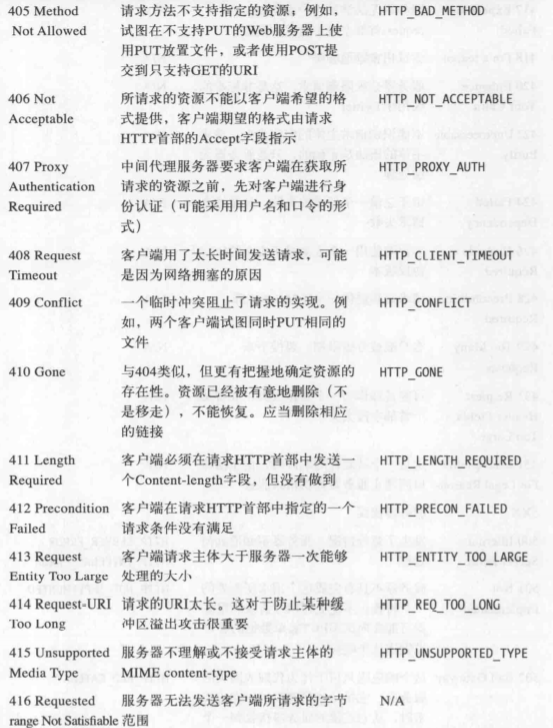 405 Method 请求方法不支持指定的资源，例如， HTTP_BAD_METHOD
Not Allowed 试图在不支持PUT的Web服务器上使
用PUT放置文件，或者使用POST提
交到只支持GET的URI
406 Not 所请求的资源不能以客户端希望的格 HTTP_NOT_ACCEPTABLE
Acceptable 式提供，客户端期望的格式由请求
HTTP首部的Accept字段指示
407 Proxy 中间代理服务器要求客户端在获取所 HTTP_PROXY_AUTH
Authentication 请求的资源之前，先对客户端进行身
Required 份认证（可能采用用户名和口令的形
式）
408 Request 客户端用了太长时间发送请求，可能 HTTP_CLIENT_TIMEOUT
Timeout 是因为网络拥塞的原因
409 Conflict 一个临时冲突阻止了请求的实现。例 HTTP_CONFLICT
如，两个客户端试图同时PUT相同的
文件
410 Gone 与404类似，但更有把握地确定资源的 HTTP_GONE
存在性。资源已经被有意地删除（不
是移走），不能恢复。应当删除相应
的链接
411 Length 客户端必须在请求HTTP首部中发送一 HTTP_LENGTH_REQUIRED
Required 个Content-length字段，但没有做到
412 Precondition 客户端在请求HTTP首部中指定的一个 HTTP_PRECON_FAILED
Failed 请求条件没有满足
413 Request 客户端请求主体大于服务器一次能够 HTTP_ENTITY_TOO_LARGE
Entity Too Large 处理的大小
414 Request-URI 请求的URI太长。这对于防止某种缓 HTTP_REQ_TOO_LONG
Too Long 冲区溢出攻击很重要
415 Unsupported 服务器不理解或不接受请求主体的 HTTP_UNSUPPORTED_TYPE
Media Type MIME content-type
416 Requested 服务器无法发送客户端所请求的字节 N/A
range Not Satisfiable 范围